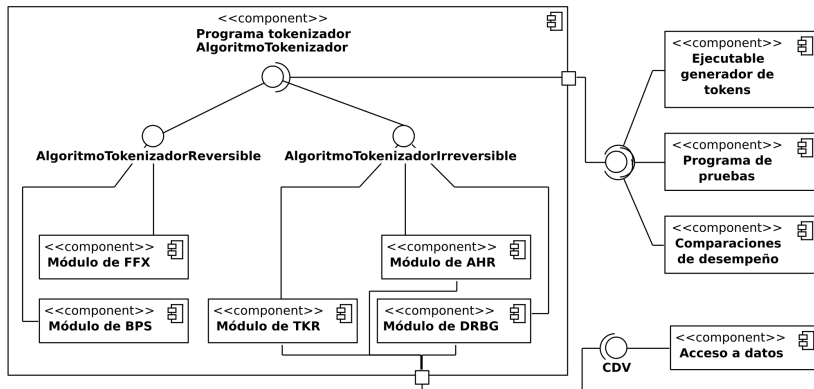 <<component>>
Programa tokenizador
AlgoritmoTokenizador
AlgoritmoTokenizadorReversible
AlgoritmoTokenizadorIrreversible
<<component>>
Módulo de FFX
<<component>>
Módulo de AHR
<<component>>
Módulo de BPS
<<component>>
Módulo de TKR
<<component>>
Módulo de DRBG
<<component>>
Ejecutable
generador de
tokens
<<component>>
Programa de
pruebas
<<component>>
Comparaciones
de desempeño
CDV
<<component>>
Acceso a datos